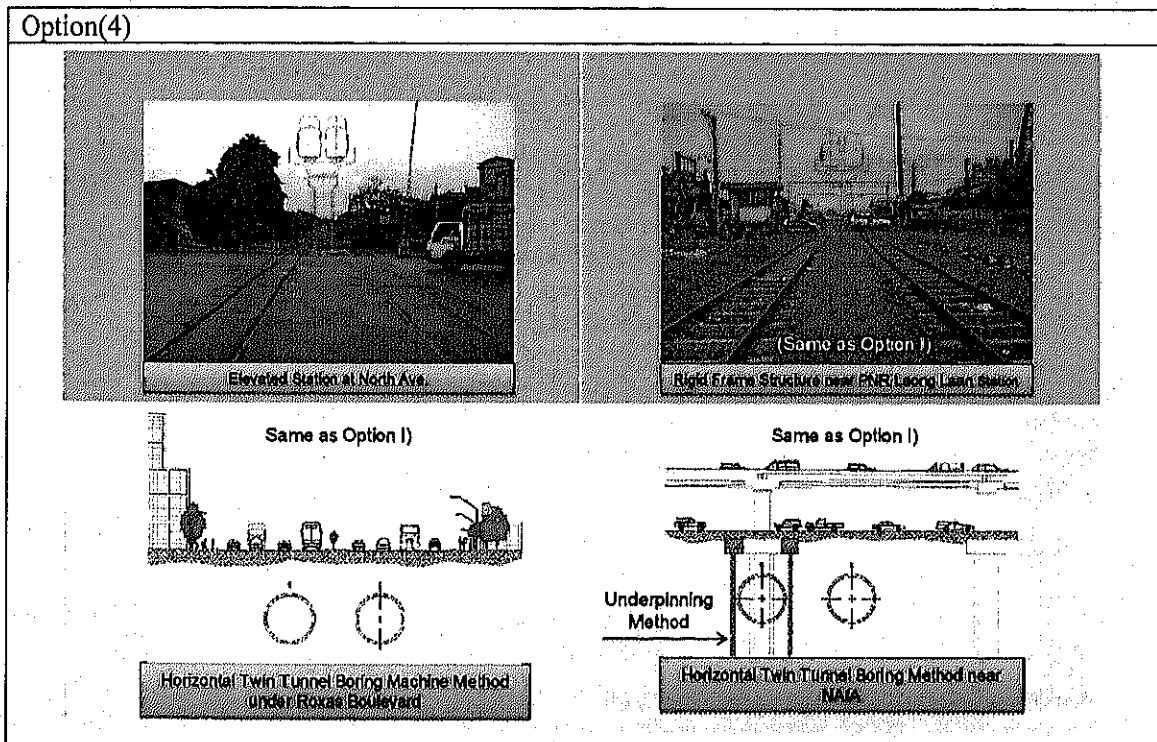 Option(4)
Elevated Station at North Ave.
(Same as Option I)
Rigid Frame Structure near PNR/Laong Laan Station
Same as Option I)
Horizontal Twin Tunnel Boring Machine Method
under Roxas Boulevard
Same as Option I)
Underpinning
Method
Horizontal Twin Tunnel Boring Method near
NAIA